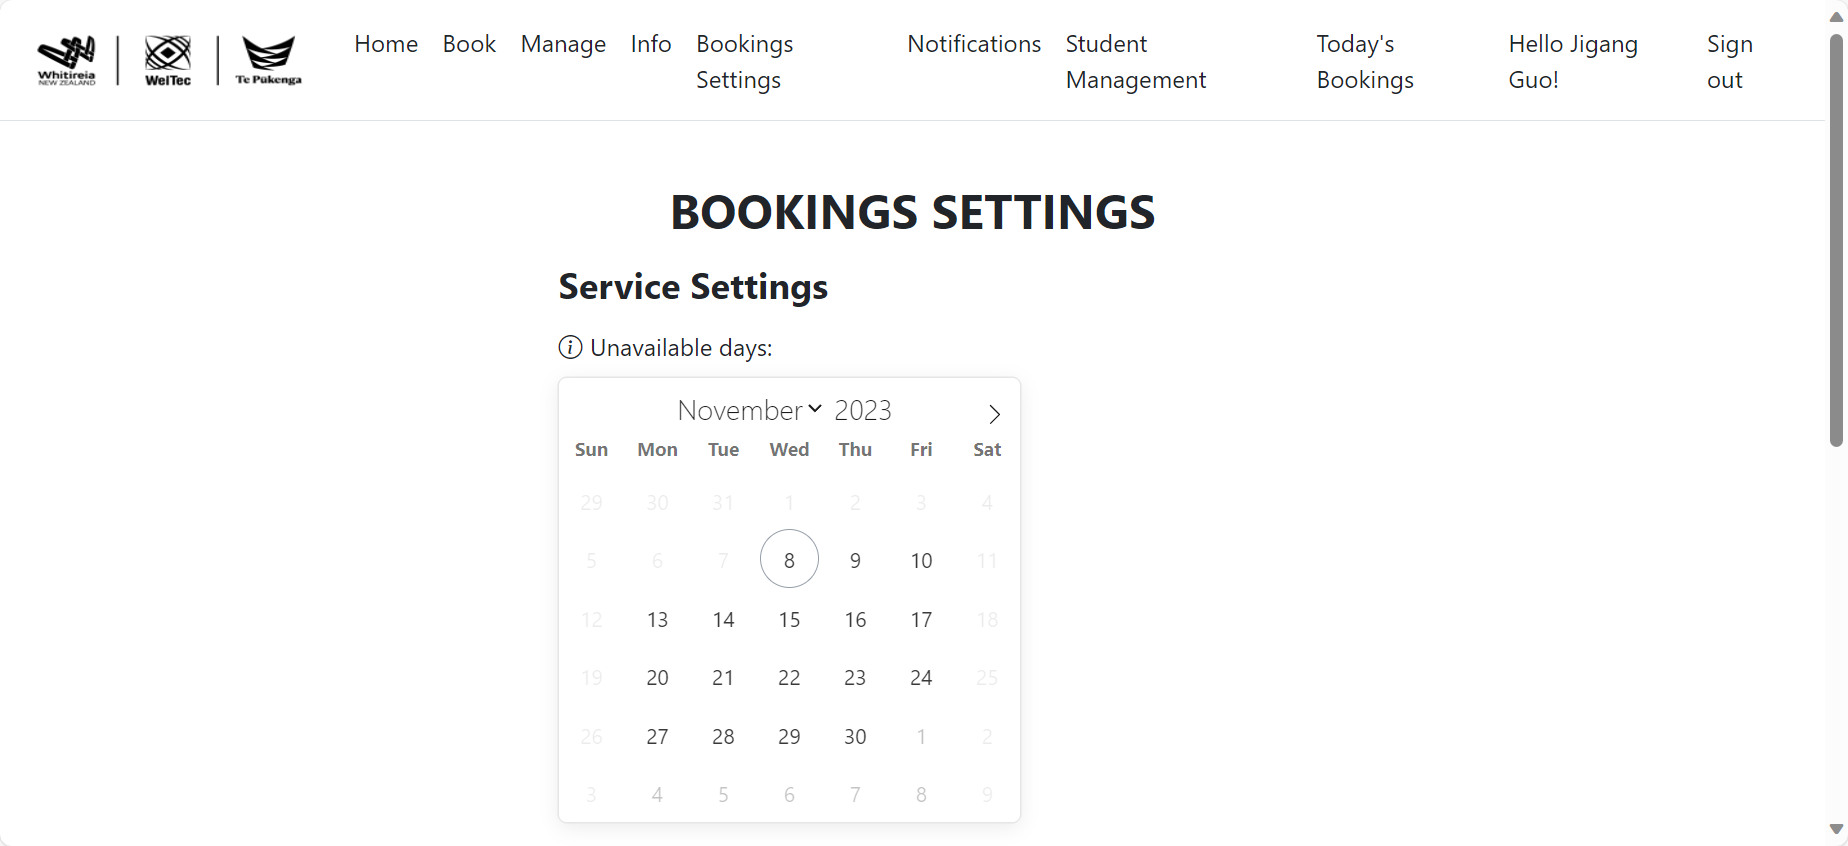 Whitireia
NEW ZEALAND
WelTec
Te Pūkenga
Home Book Manage Info Bookings Settings Notifications Student Management Today's Bookings Hello Jigang Guo! Sign out
BOOKINGS SETTINGS
Service Settings
Unavailable days:
November 2023
Sun Mon Tue Wed Thu Fri Sat
29 30 31 1 2 3 4
5 6 7 8 9 10 11
12 13 14 15 16 17 18
19 20 21 22 23 24 25
26 27 28 29 30 1 2
3 4 5 6 7 8 9